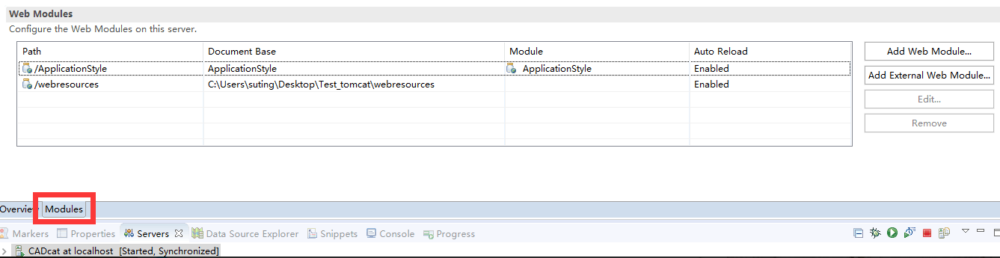 Web Modules
Configure the Web Modules on this server.
Path Document Base Module Auto Reload
/ApplicationStyle ApplicationStyle ApplicationStyle Enabled
/webresources C:\Users\suting\Desktop\Test_tomcat\webresources Enabled
Add Web Module...
Add External Web Module...
Edit...
Remove
Overview Modules
Markers Properties Servers Data Source Explorer Snippets Console Progress
CADcat at localhost [Started, Synchronized]